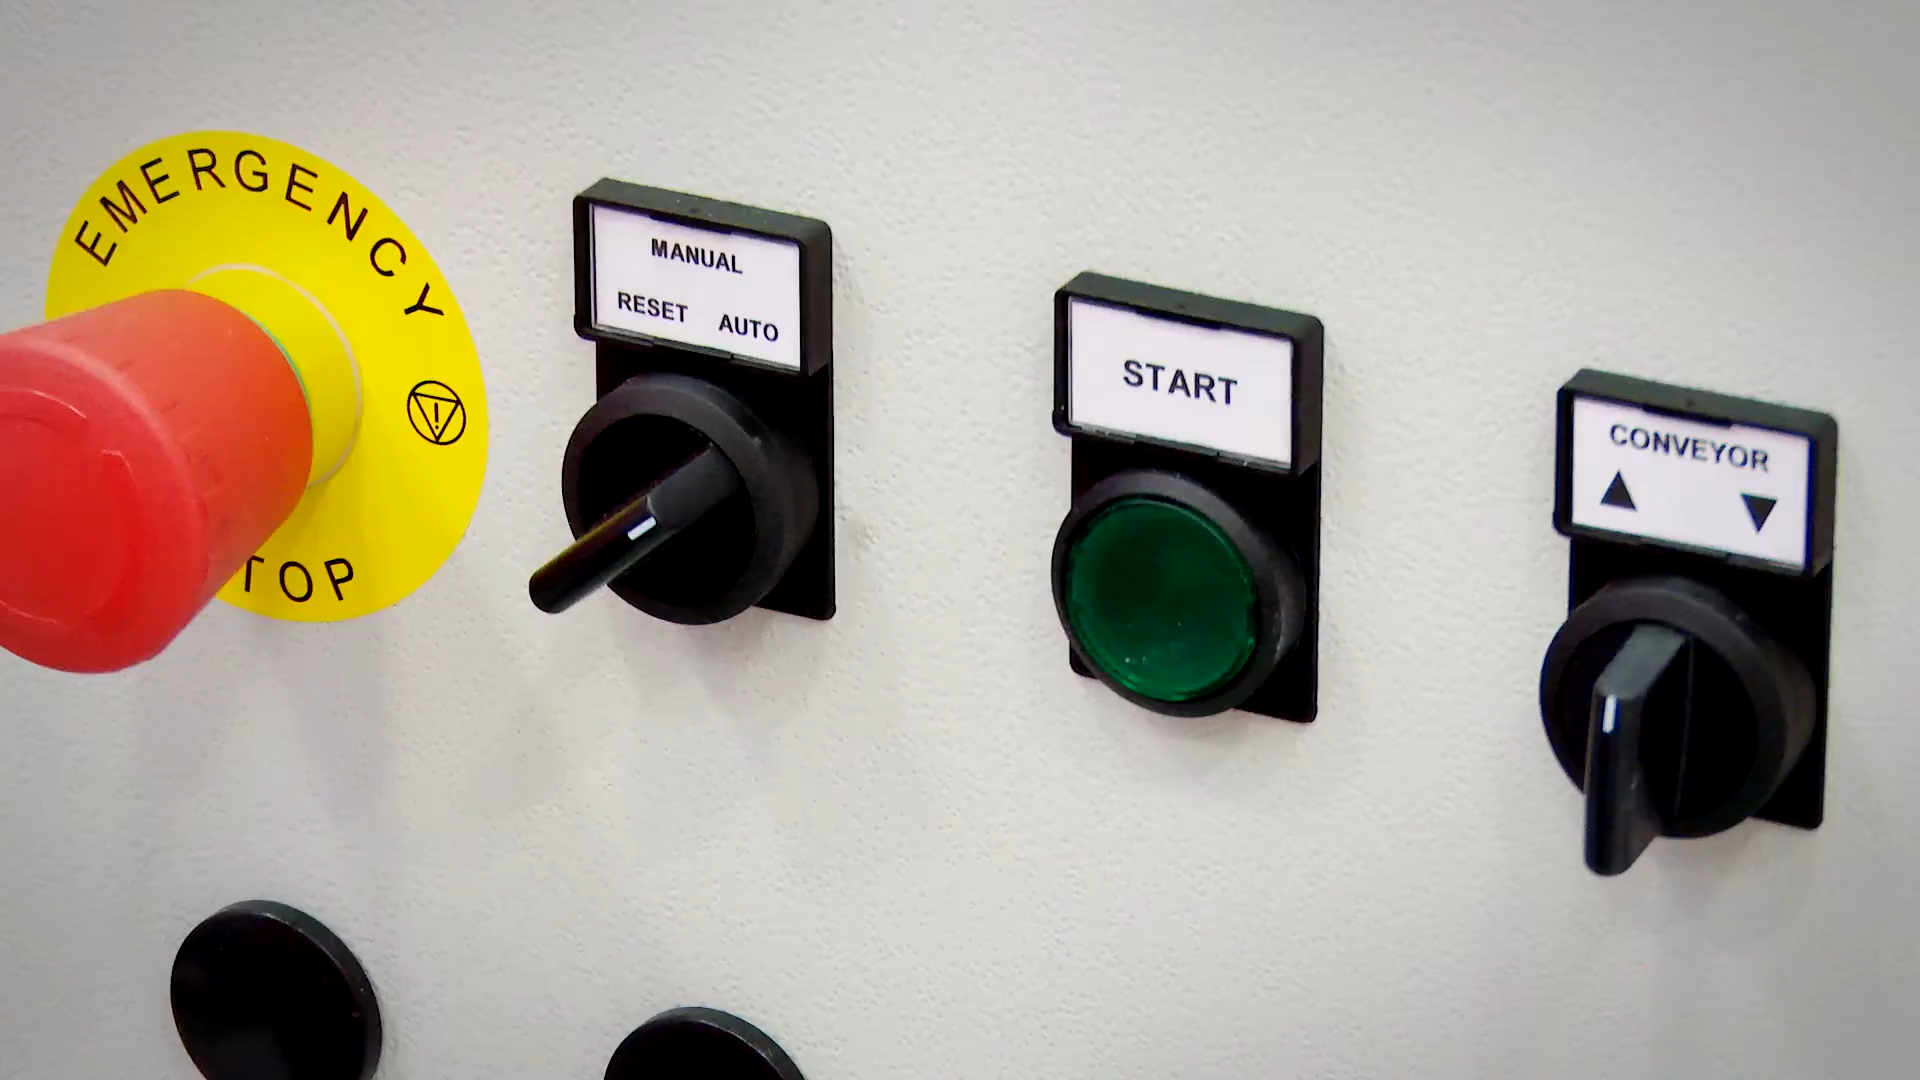 EMERGENCY
TOP
MANUAL
RESET AUTO
START
CONVEYOR
▲ ▼